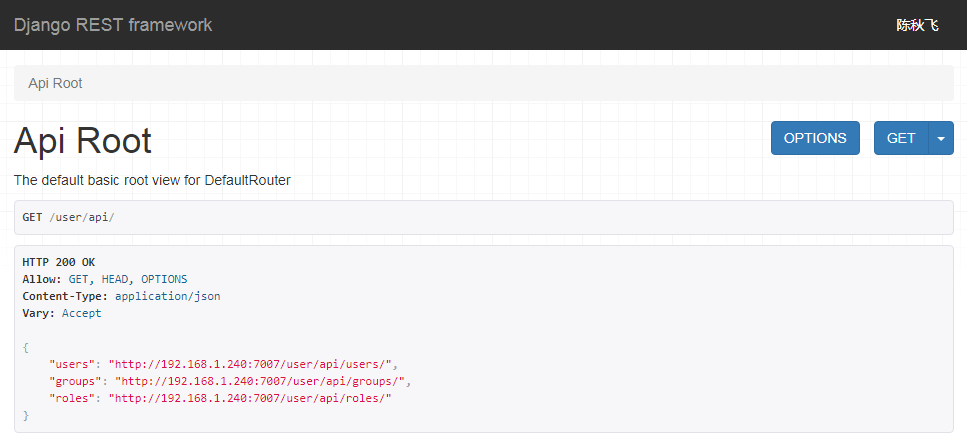 Django REST framework
陈秋飞
Api Root
Api Root
OPTIONS
GET
The default basic root view for DefaultRouter
GET /user/api/
HTTP 200 OK
Allow: GET, HEAD, OPTIONS
Content-Type: application/json
Vary: Accept
{
    "users": "http://192.168.1.240:7007/user/api/users/",
    "groups": "http://192.168.1.240:7007/user/api/groups/",
    "roles": "http://192.168.1.240:7007/user/api/roles/"
}